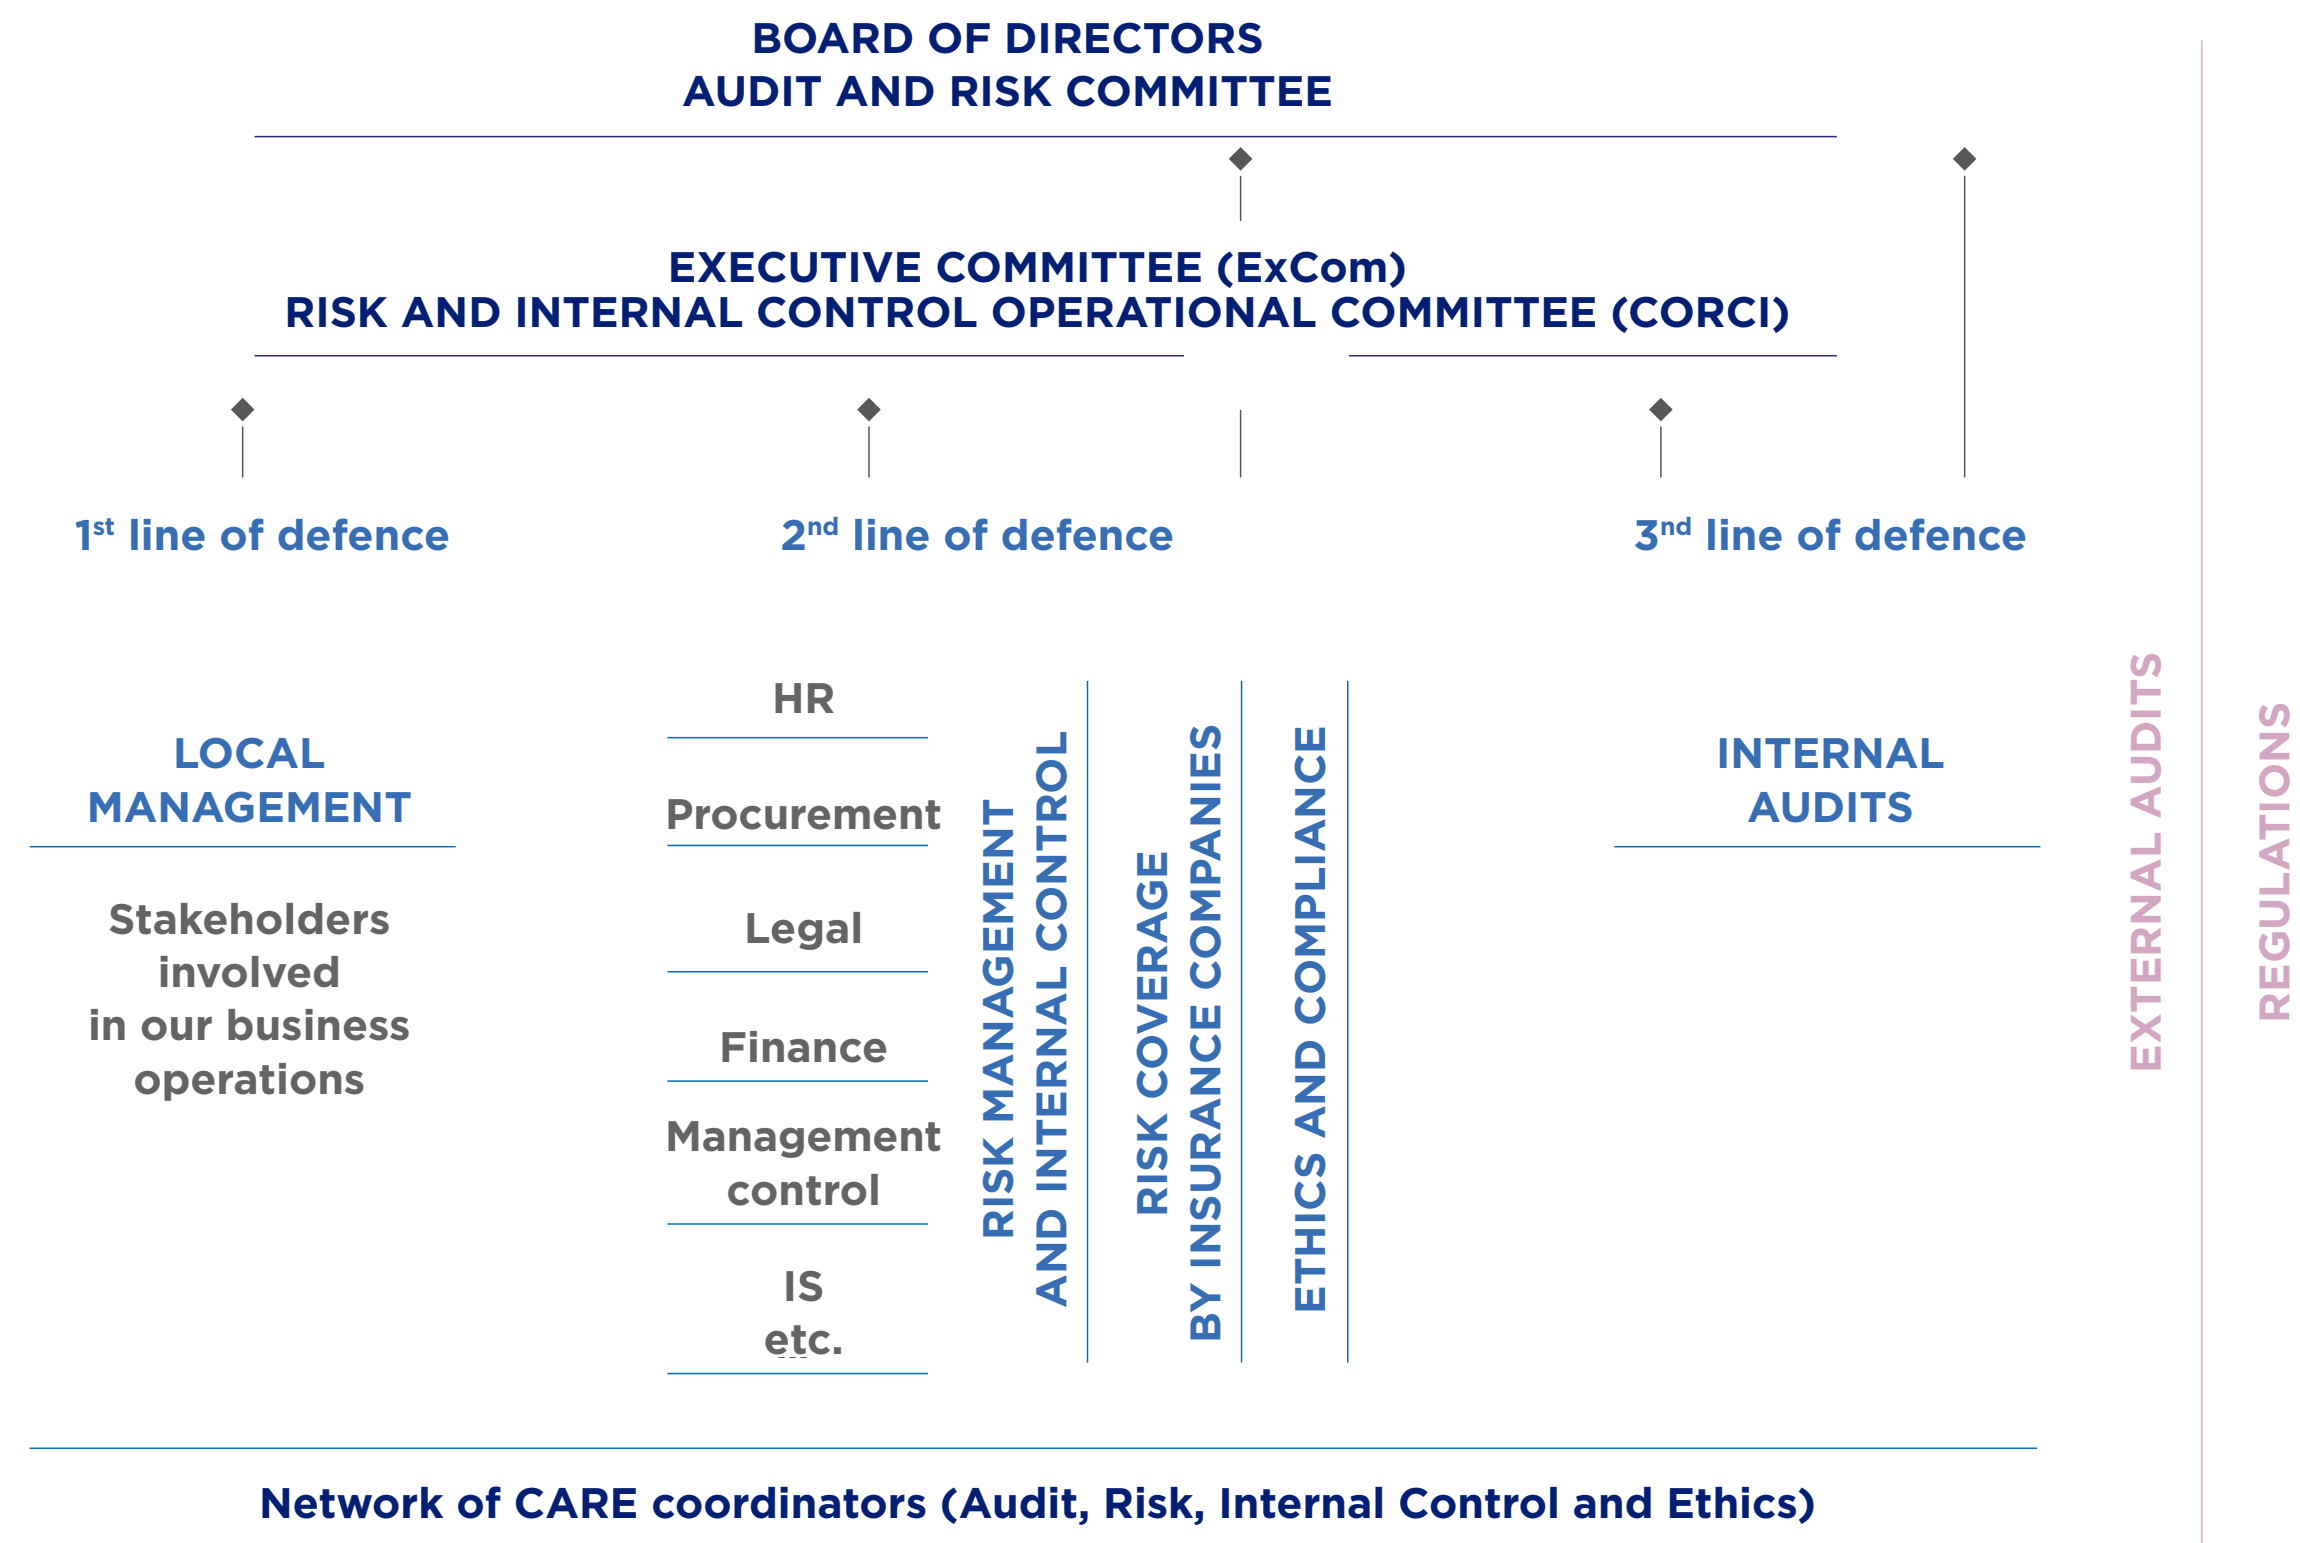 BOARD OF DIRECTORS
AUDIT AND RISK COMMITTEE
EXECUTIVE COMMITTEE (ExCom)
RISK AND INTERNAL CONTROL OPERATIONAL COMMITTEE (CORCI)
1st line of defence
2nd line of defence
3nd line of defence
LOCAL
MANAGEMENT
Stakeholders
involved
in our business
operations
HR
Procurement
Legal
Finance
Management
control
IS
etc.
RISK MANAGEMENT
AND INTERNAL CONTROL
RISK COVERAGE
BY INSURANCE COMPANIES
ETHICS AND COMPLIANCE
INTERNAL
AUDITS
EXTERNAL AUDITS
REGULATIONS
Network of CARE coordinators (Audit, Risk, Internal Control and Ethics)